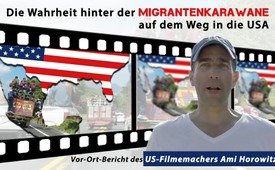 Die Wahrheit hinter der MIGRANTENKARAWANE
auf dem Weg in die USA
Vor-Ort-Bericht des US-Filmemachers Ami Horowitz